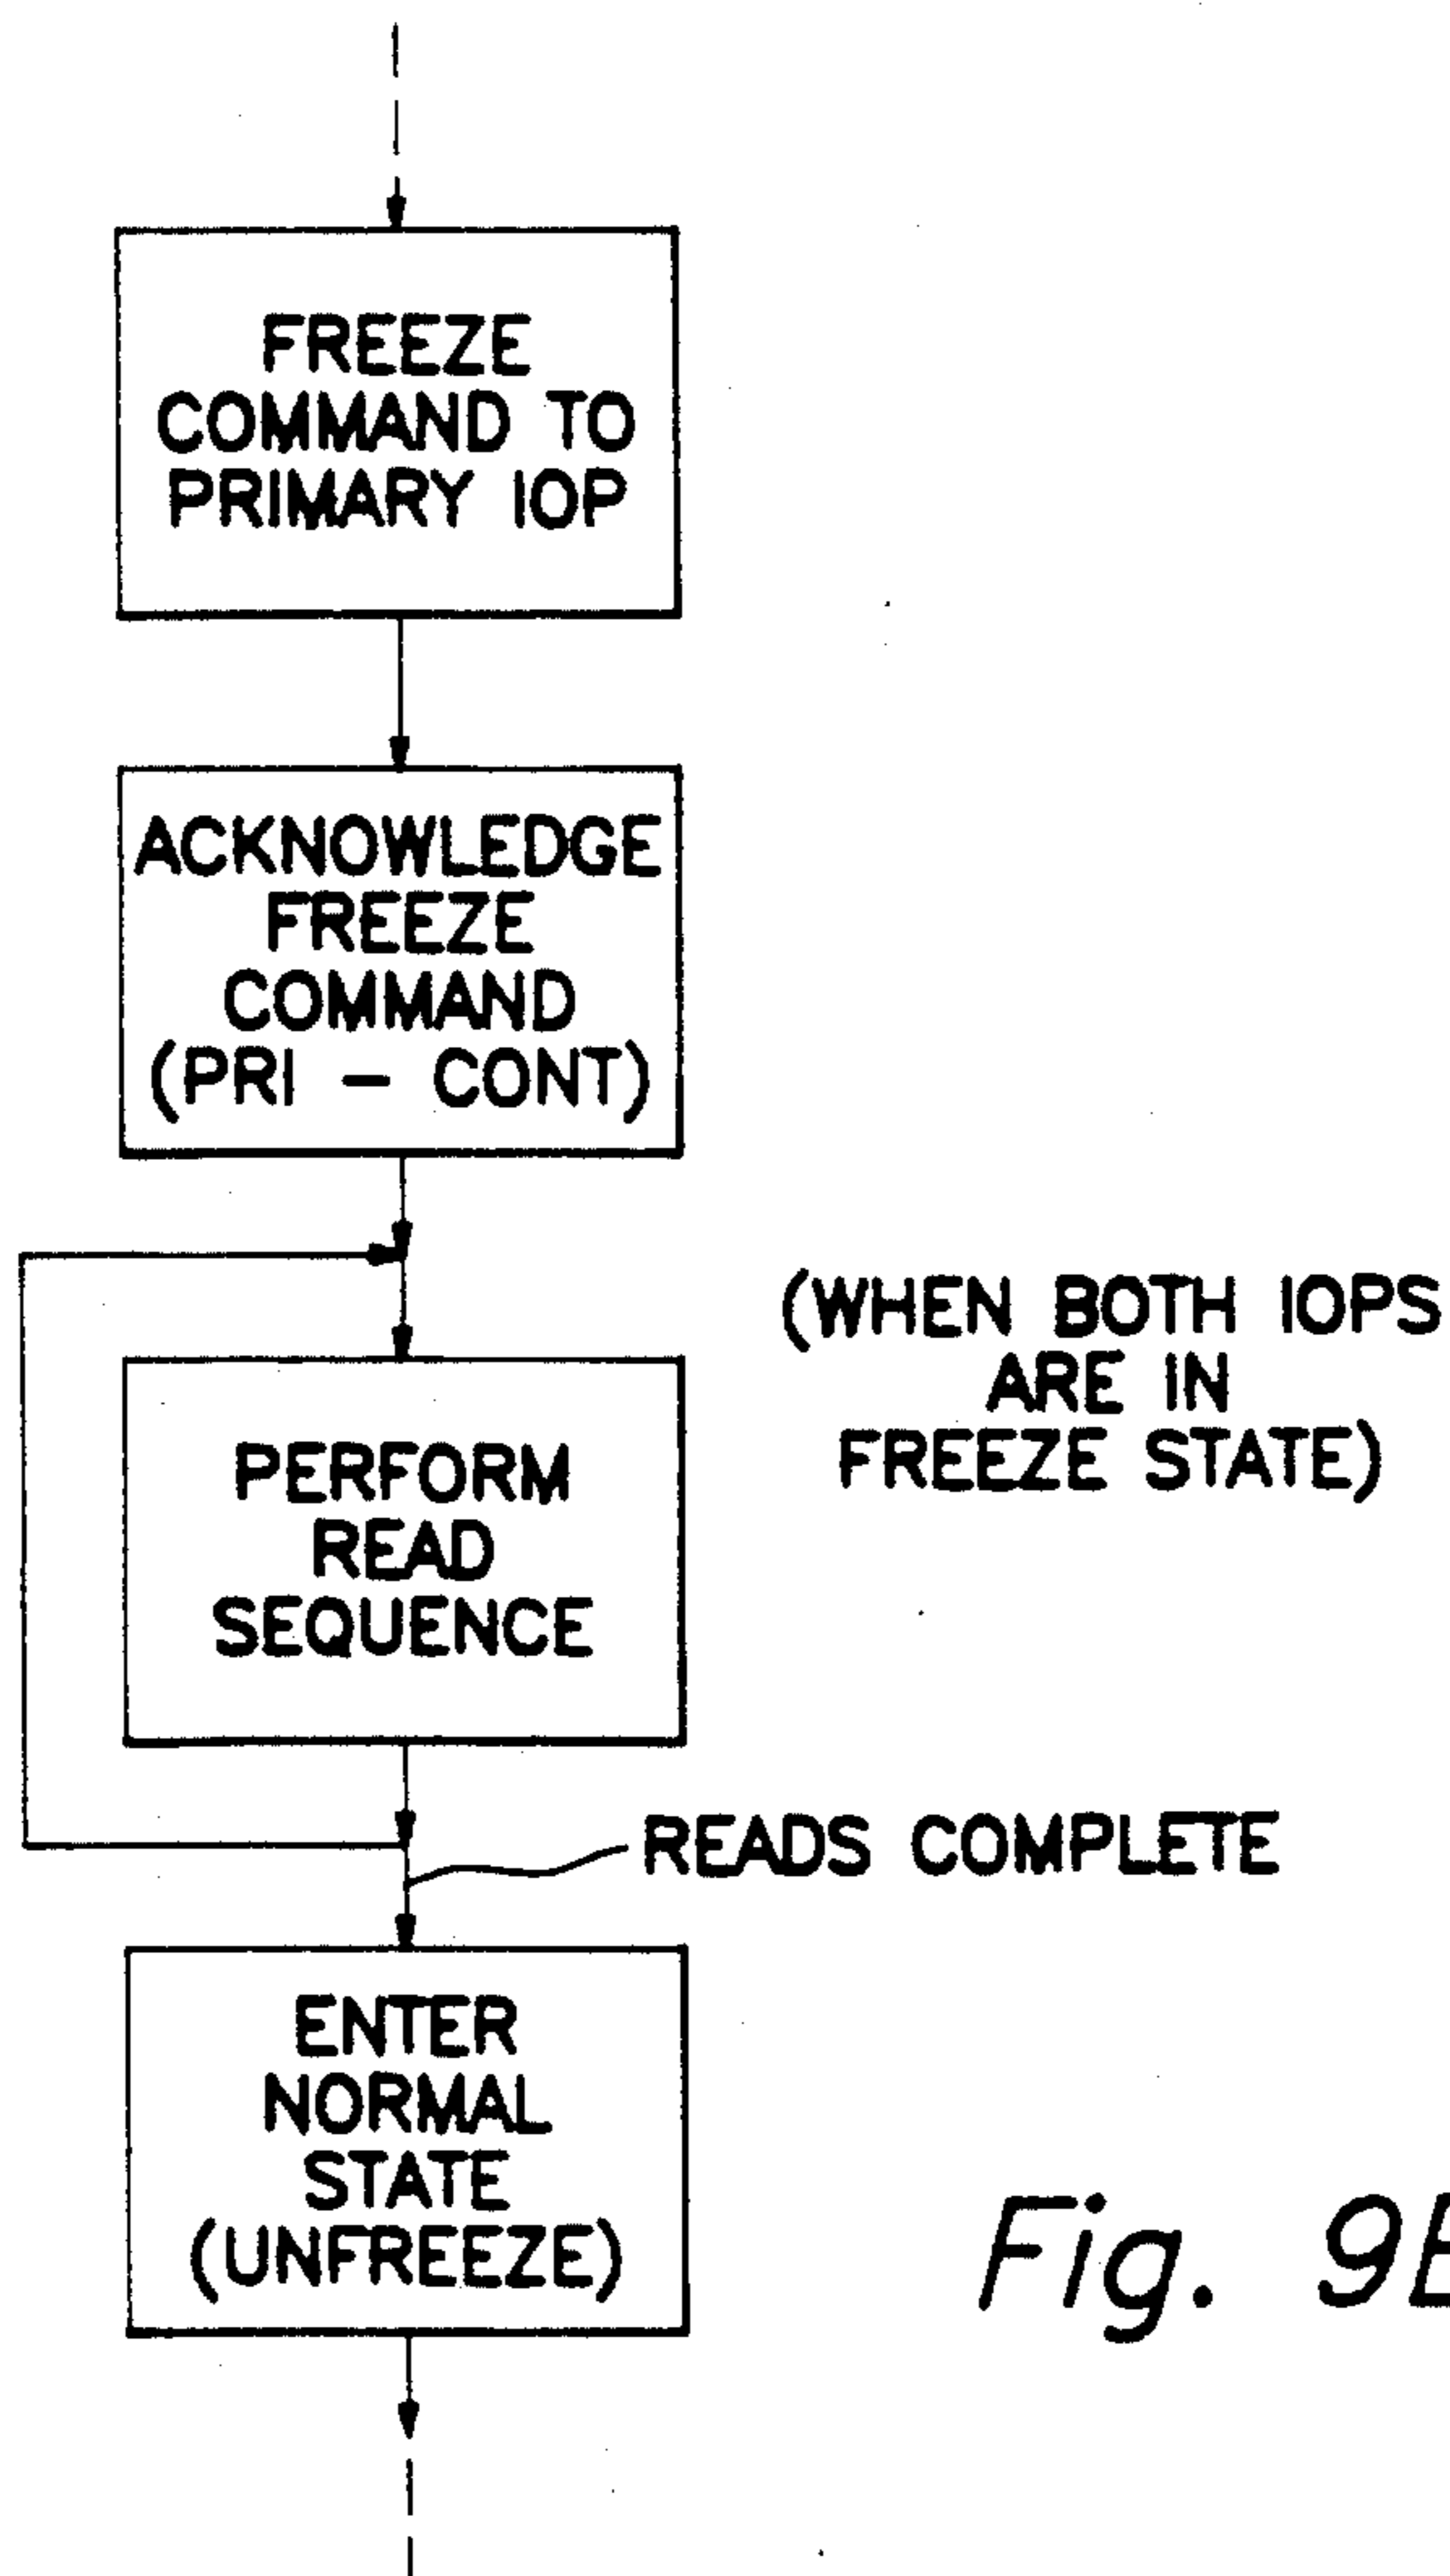 FREEZE
COMMAND TO
PRIMARY IOP
ACKNOWLEDGE
FREEZE
COMMAND
(PRI - CONT)
(WHEN BOTH IOPS
ARE IN
FREEZE STATE)
PERFORM
READ
SEQUENCE
READS COMPLETE
ENTER
NORMAL
STATE
(UNFREEZE)
Fig.